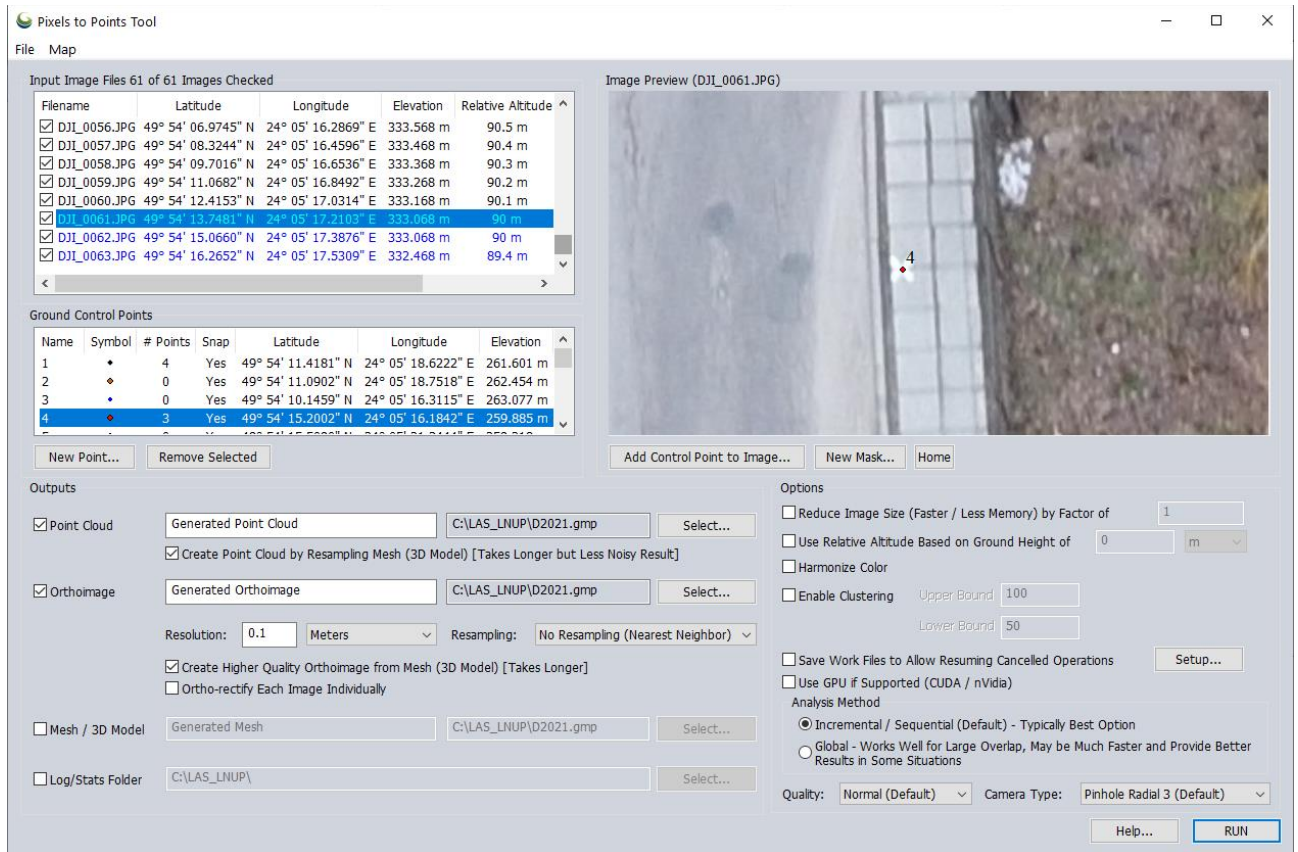 Pixels to Points Tool
File Map
Input Image Files 61 of 61 Images Checked
Filename Latitude Longitude Elevation Relative Altitude
DJI_0056.JPG 49° 54' 06.9745" N 24° 05' 16.2869" E 333.568 m 90.5 m
DJI_0057.JPG 49° 54' 08.3244" N 24° 05' 16.4596" E 333.468 m 90.4 m
DJI_0058.JPG 49° 54' 09.7016" N 24° 05' 16.6536" E 333.368 m 90.3 m
DJI_0059.JPG 49° 54' 11.0682" N 24° 05' 16.8492" E 333.268 m 90.2 m
DJI_0060.JPG 49° 54' 12.4153" N 24° 05' 17.0314" E 333.168 m 90.1 m
DJI_0061.JPG 49° 54' 13.7481" N 24° 05' 17.2103" E 333.068 m 90 m
DJI_0062.JPG 49° 54' 15.0660" N 24° 05' 17.3876" E 333.068 m 90 m
DJI_0063.JPG 49° 54' 16.2652" N 24° 05' 17.5309" E 332.468 m 89.4 m
Ground Control Points
Name Symbol # Points Snap Latitude Longitude Elevation
1 4 Yes 49° 54' 11.4181" N 24° 05' 18.6222" E 261.601 m
2 0 Yes 49° 54' 11.0902" N 24° 05' 18.7518" E 262.454 m
3 0 Yes 49° 54' 10.1459" N 24° 05' 16.3115" E 263.077 m
4 3 Yes 49° 54' 15.2002" N 24° 05' 16.1842" E 259.885 m
New Point... Remove Selected
Image Preview (DJI_0061.JPG)
4
Add Control Point to Image... New Mask... Home
Outputs
Point Cloud Generated Point Cloud C:\LAS_LNUP\D2021.gmp Select...
Create Point Cloud by Resampling Mesh (3D Model) [Takes Longer but Less Noisy Result]
Orthoimage Generated Orthoimage C:\LAS_LNUP\D2021.gmp Select...
Resolution: 0.1 Meters Resampling: No Resampling (Nearest Neighbor)
Create Higher Quality Orthoimage from Mesh (3D Model) [Takes Longer]
Ortho-rectify Each Image Individually
Mesh / 3D Model Generated Mesh C:\LAS_LNUP\D2021.gmp Select...
Log/Stats Folder C:\LAS_LNUP\ Select...
Options
Reduce Image Size (Faster / Less Memory) by Factor of 1
Use Relative Altitude Based on Ground Height of 0 m
Harmonize Color
Enable Clustering Upper Bound 100
Lower Bound 50
Save Work Files to Allow Resuming Cancelled Operations Setup...
Use GPU if Supported (CUDA / nVidia)
Analysis Method
Incremental / Sequential (Default) - Typically Best Option
Global - Works Well for Large Overlap, May be Much Faster and Provide Better
Results in Some Situations
Quality: Normal (Default) Camera Type: Pinhole Radial 3 (Default)
Help... RUN